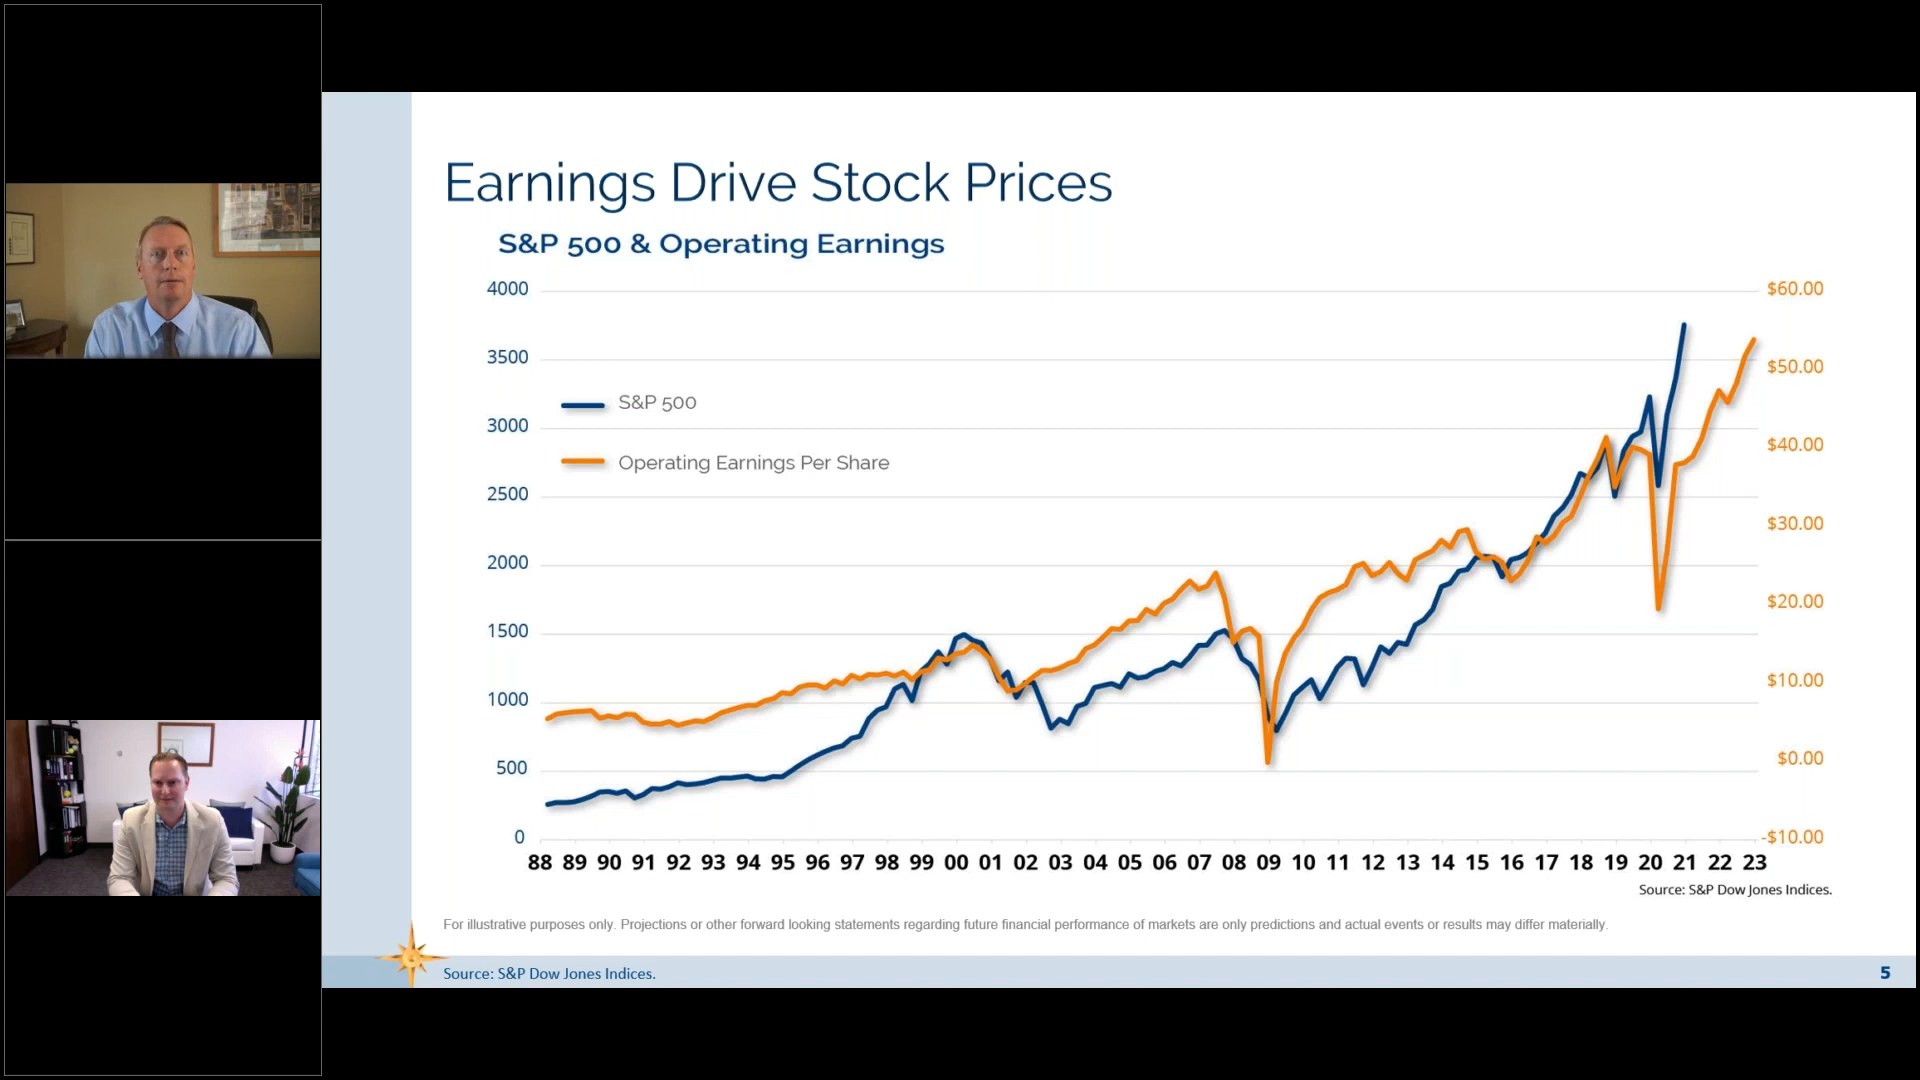 Earnings Drive Stock Prices
S&P 500 & Operating Earnings
4000
3500
3000
2500
2000
1500
1000
500
0
S&P 500
Operating Earnings Per Share
$60.00
$50.00
$40.00
$30.00
$20.00
$10.00
$0.00
-$10.00
88 89 90 91 92 93 94 95 96 97 98 99 00 01 02 03 04 05 06 07 08 09 10 11 12 13 14 15 16 17 18 19 20 21 22 23
Source: S&P Dow Jones Indices.
For illustrative purposes only. Projections or other forward looking statements regarding future financial performance of markets are only predictions and actual events or results may differ materially.
Source: S&P Dow Jones Indices.
5